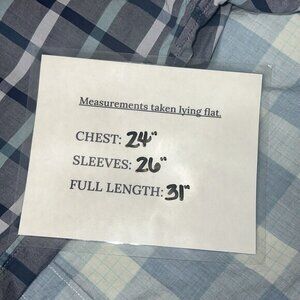 Measurements taken lying flat.
CHEST: 24"
SLEEVES: 26"
FULL LENGTH: 31"